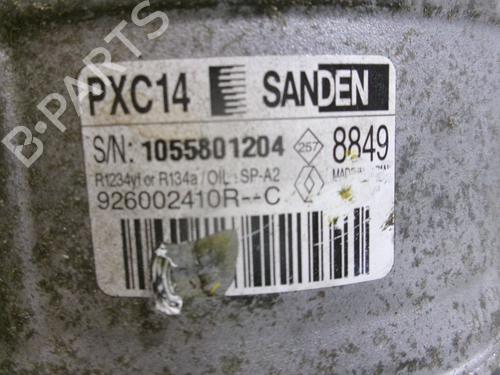 PXC14 SANDEN
S/N: 1055801204 257 8849
R1234yf or R134a / OIL : SP-A2
926002410R--C
B-PARTS